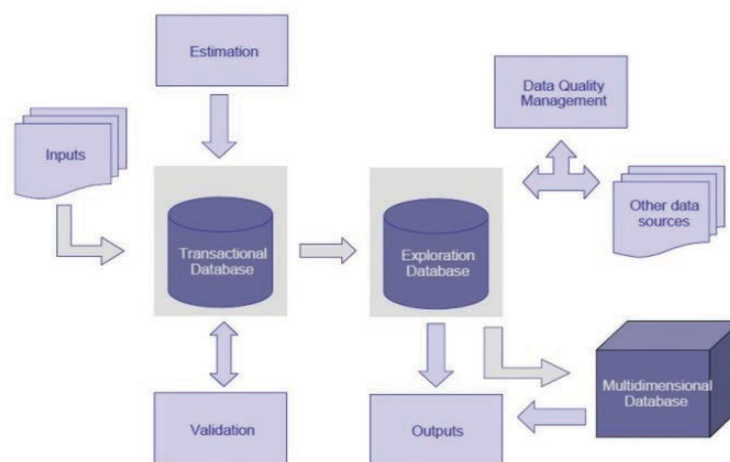 Estimation
Data Quality
Management
Inputs
Other data
sources
Transactional
Database
Exploration
Database
Multidimensional
Database
Validation
Outputs